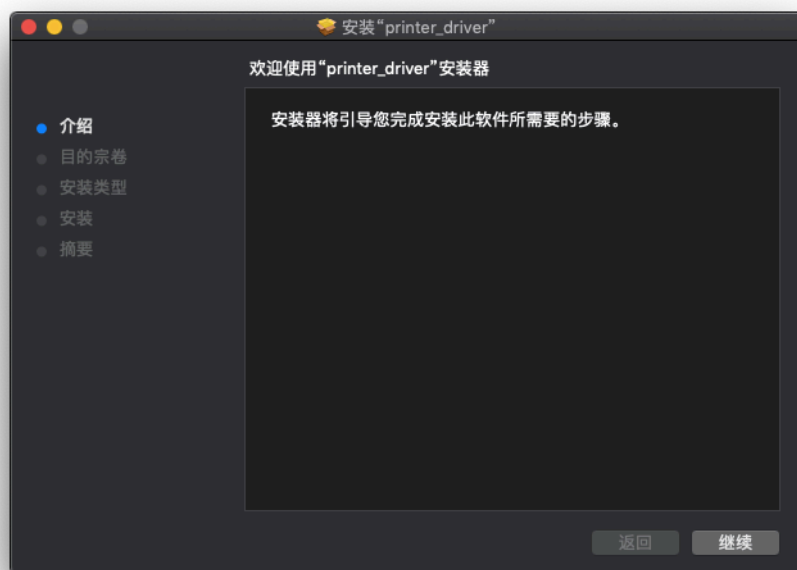 安装“printer_driver”
欢迎使用“printer_driver”安装器
介绍
目的宗卷
安装类型
安装
摘要
安装器将引导您完成安装此软件所需要的步骤。
返回
继续